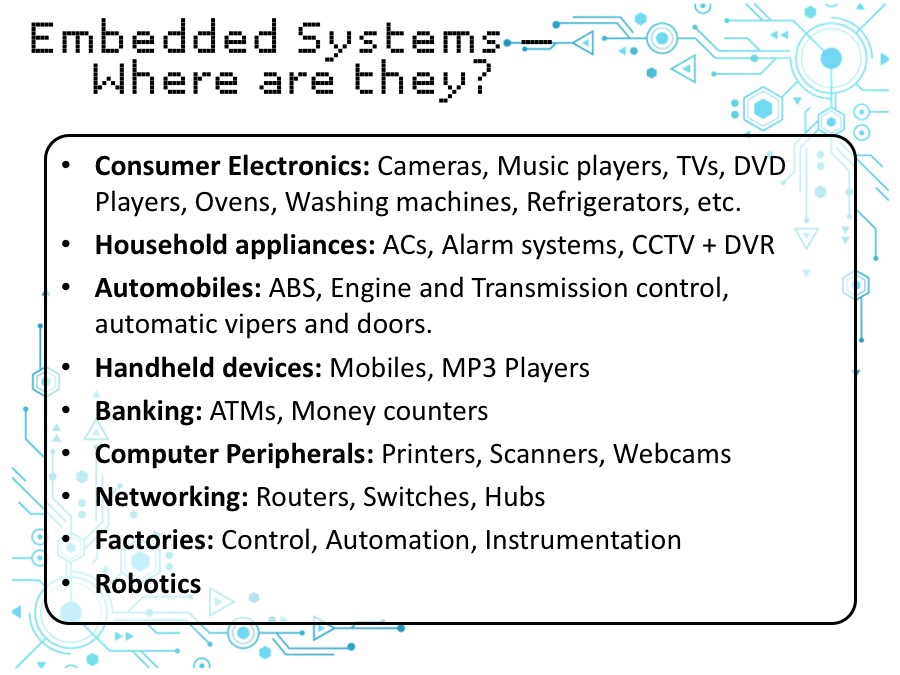 Embedded Systems –
Where are they?
• Consumer Electronics: Cameras, Music players, TVs, DVD
Players, Ovens, Washing machines, Refrigerators, etc.
• Household appliances: ACs, Alarm systems, CCTV + DVR
• Automobiles: ABS, Engine and Transmission control,
automatic vipers and doors.
• Handheld devices: Mobiles, MP3 Players
• Banking: ATMs, Money counters
• Computer Peripherals: Printers, Scanners, Webcams
• Networking: Routers, Switches, Hubs
• Factories: Control, Automation, Instrumentation
• Robotics